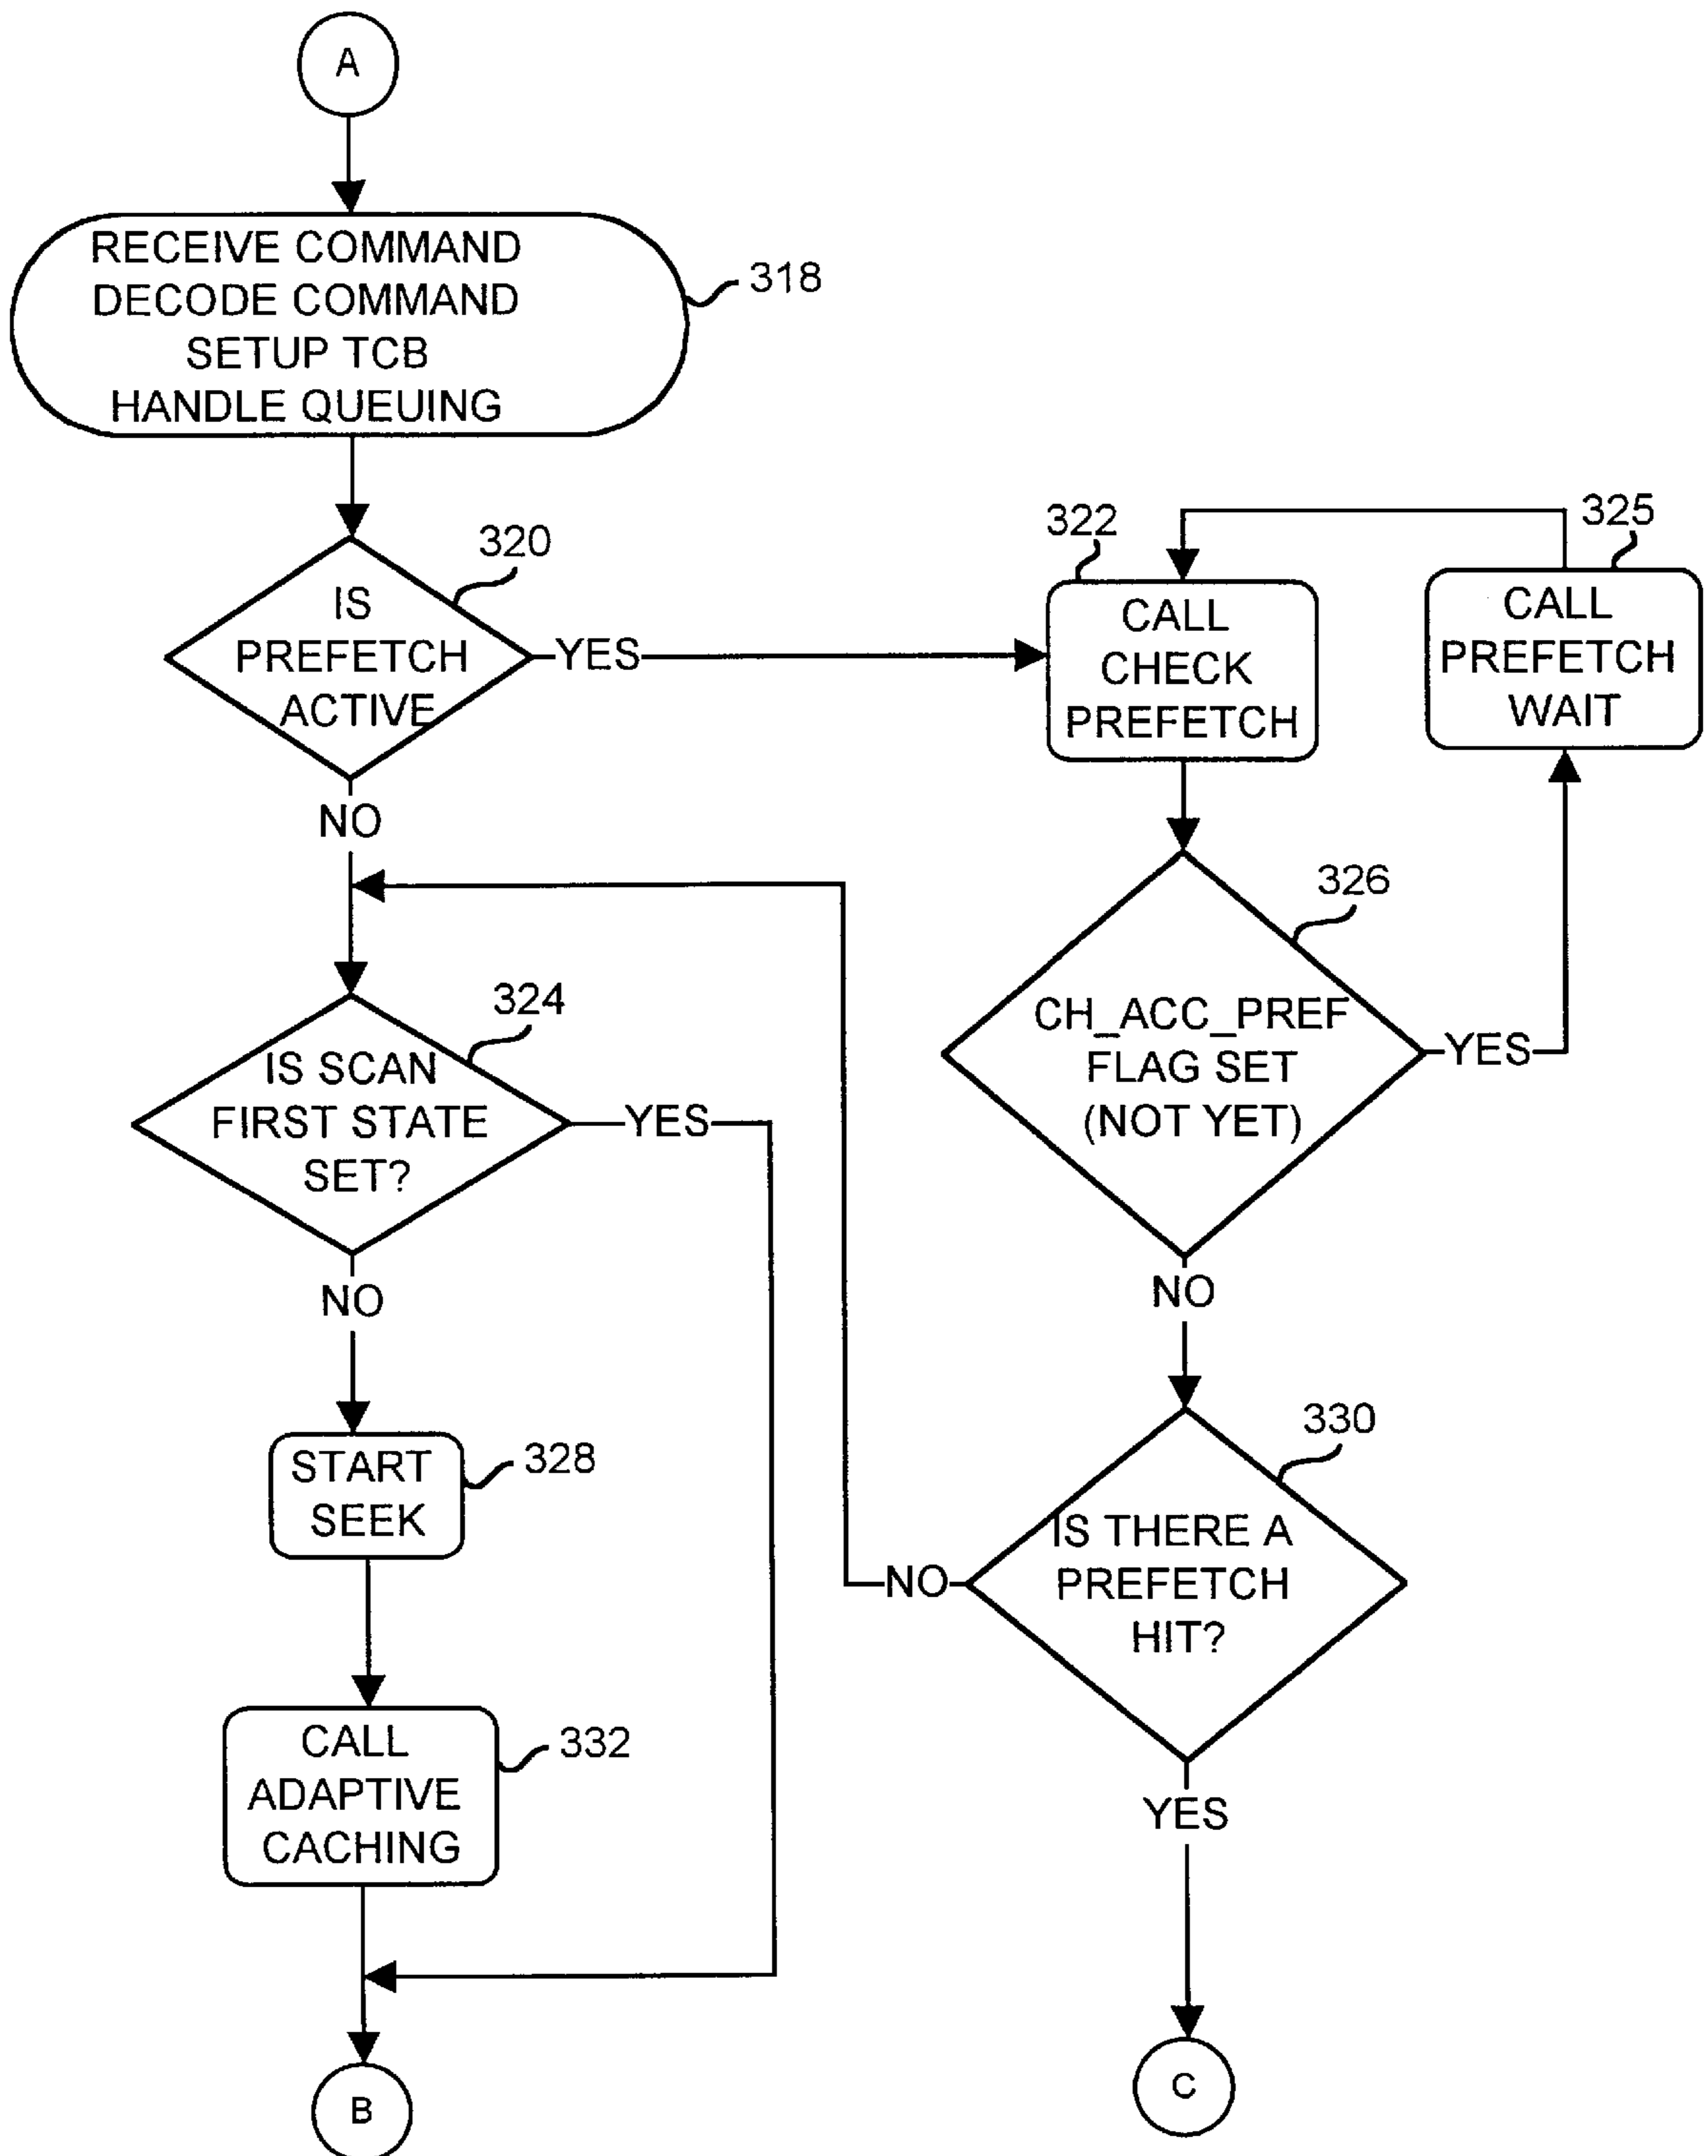 A
RECEIVE COMMAND
DECODE COMMAND
SETUP TCB
HANDLE QUEUING
318
320
IS
PREFETCH
ACTIVE
YES
NO
322
CALL
CHECK
PREFETCH
325
CALL
PREFETCH
WAIT
326
CH_ACC_PREF
FLAG SET
(NOT YET)
YES
NO
324
IS SCAN
FIRST STATE
SET?
YES
NO
328
START
SEEK
330
IS THERE A
PREFETCH
HIT?
NO
YES
332
CALL
ADAPTIVE
CACHING
B
C